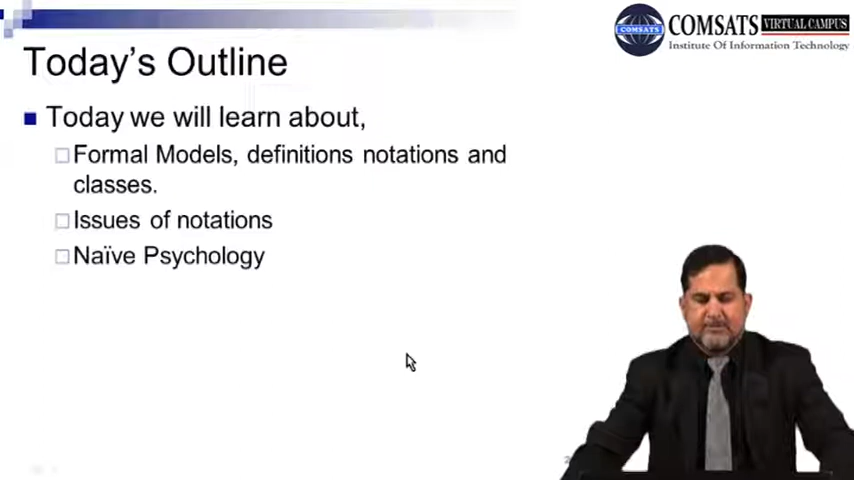 COMSATS VIRTUAL CAMPUS
COMSATS
Institute Of Information Technology
Today's Outline
Today we will learn about,
Formal Models, definitions notations and
classes.
Issues of notations
Naïve Psychology